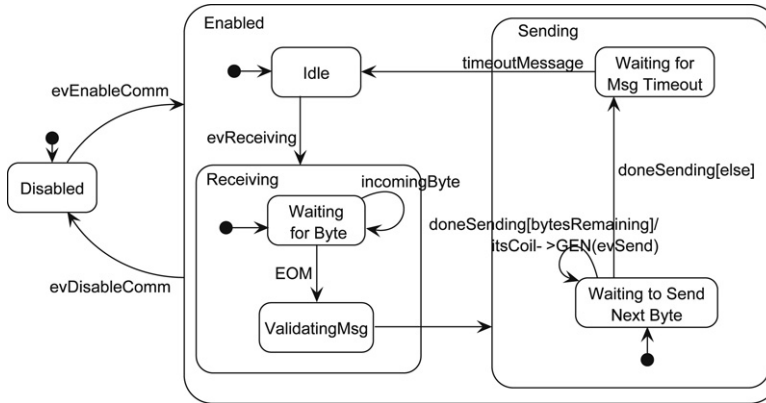 Enabled
Sending
Idle
timeoutMessage
Waiting for
Msg Timeout
evEnableComm
evReceiving
Disabled
Receiving
incomingByte
doneSending[else]
Waiting
for Byte
doneSending[bytesRemaining]/
itsCoil->GEN(evSend)
EOM
evDisableComm
Waiting to Send
Next Byte
ValidatingMsg